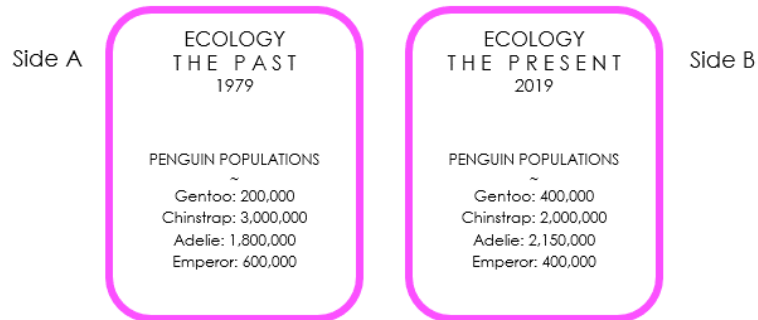 Side A
ECOLOGY
THE PAST
1979
PENGUIN POPULATIONS
~
Gentoo: 200,000
Chinstrap: 3,000,000
Adelie: 1,800,000
Emperor: 600,000
ECOLOGY
THE PRESENT
2019
PENGUIN POPULATIONS
~
Gentoo: 400,000
Chinstrap: 2,000,000
Adelie: 2,150,000
Emperor: 400,000
Side B